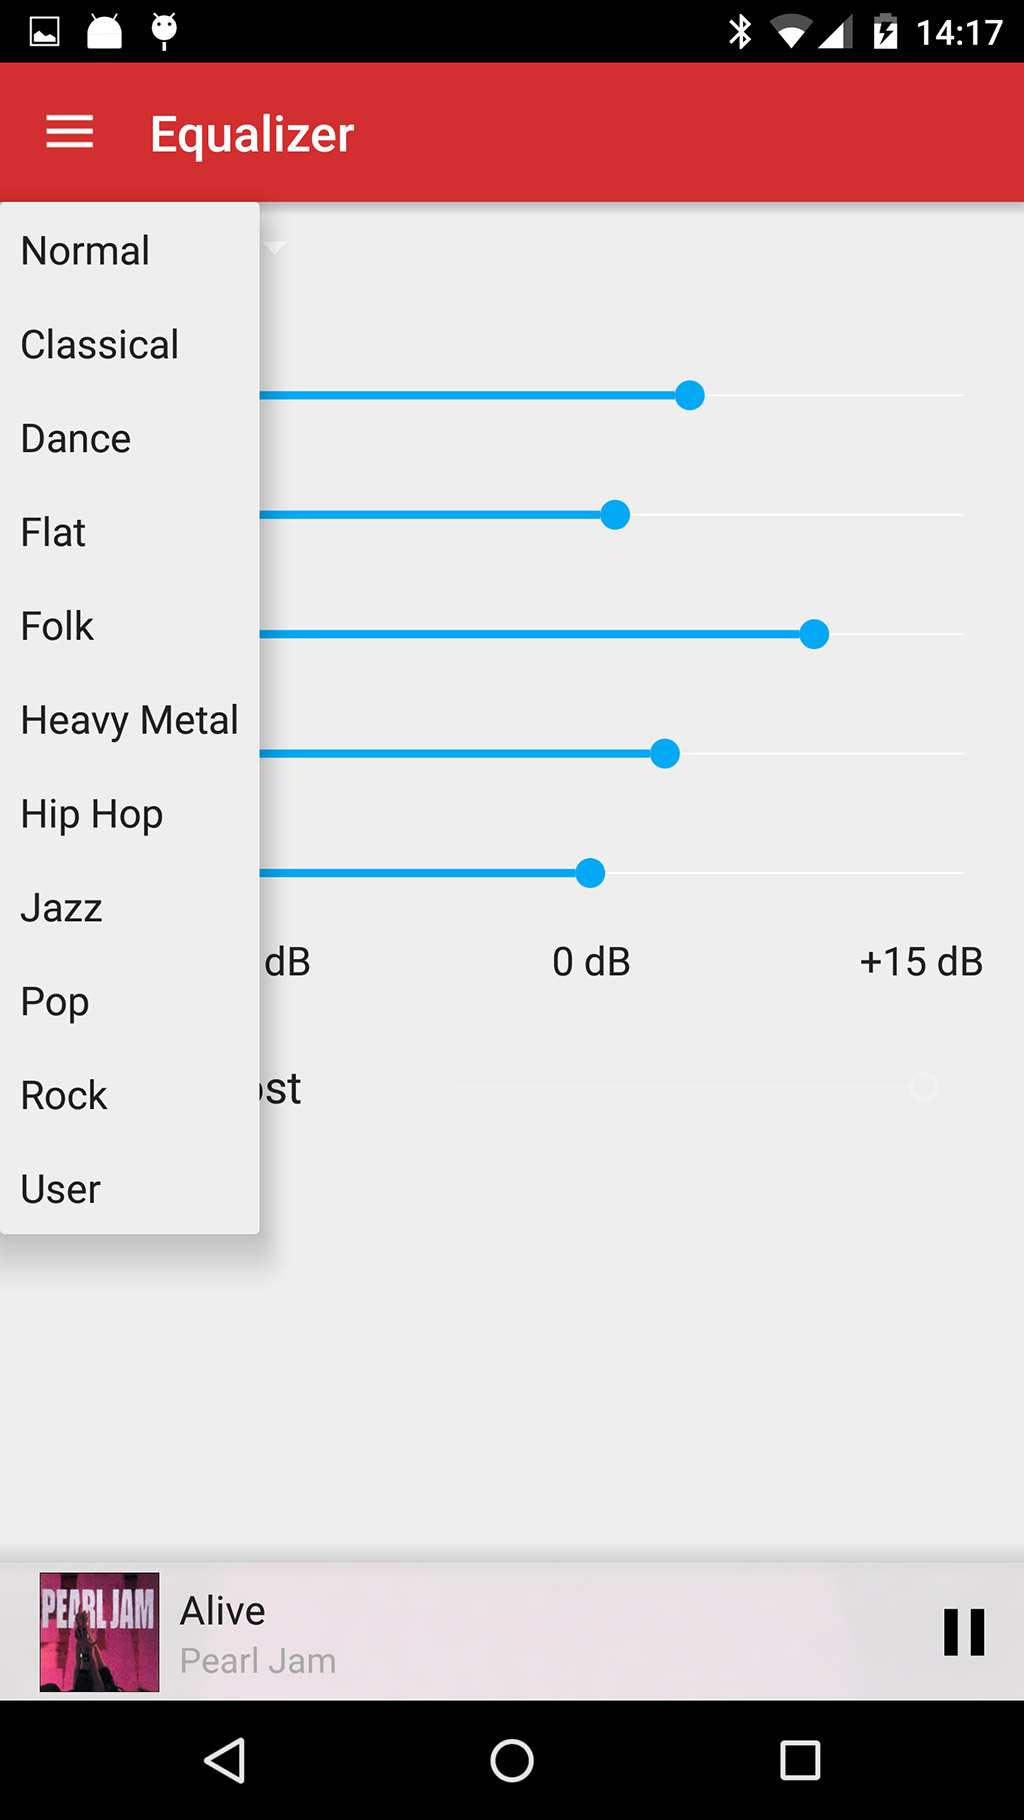 14:17
Equalizer
Normal
Classical
Dance
Flat
Folk
Heavy Metal
Hip Hop
Jazz
dB 0 dB +15 dB
Pop
Rock
ost
User
PEARL JAM
Alive
Pearl Jam